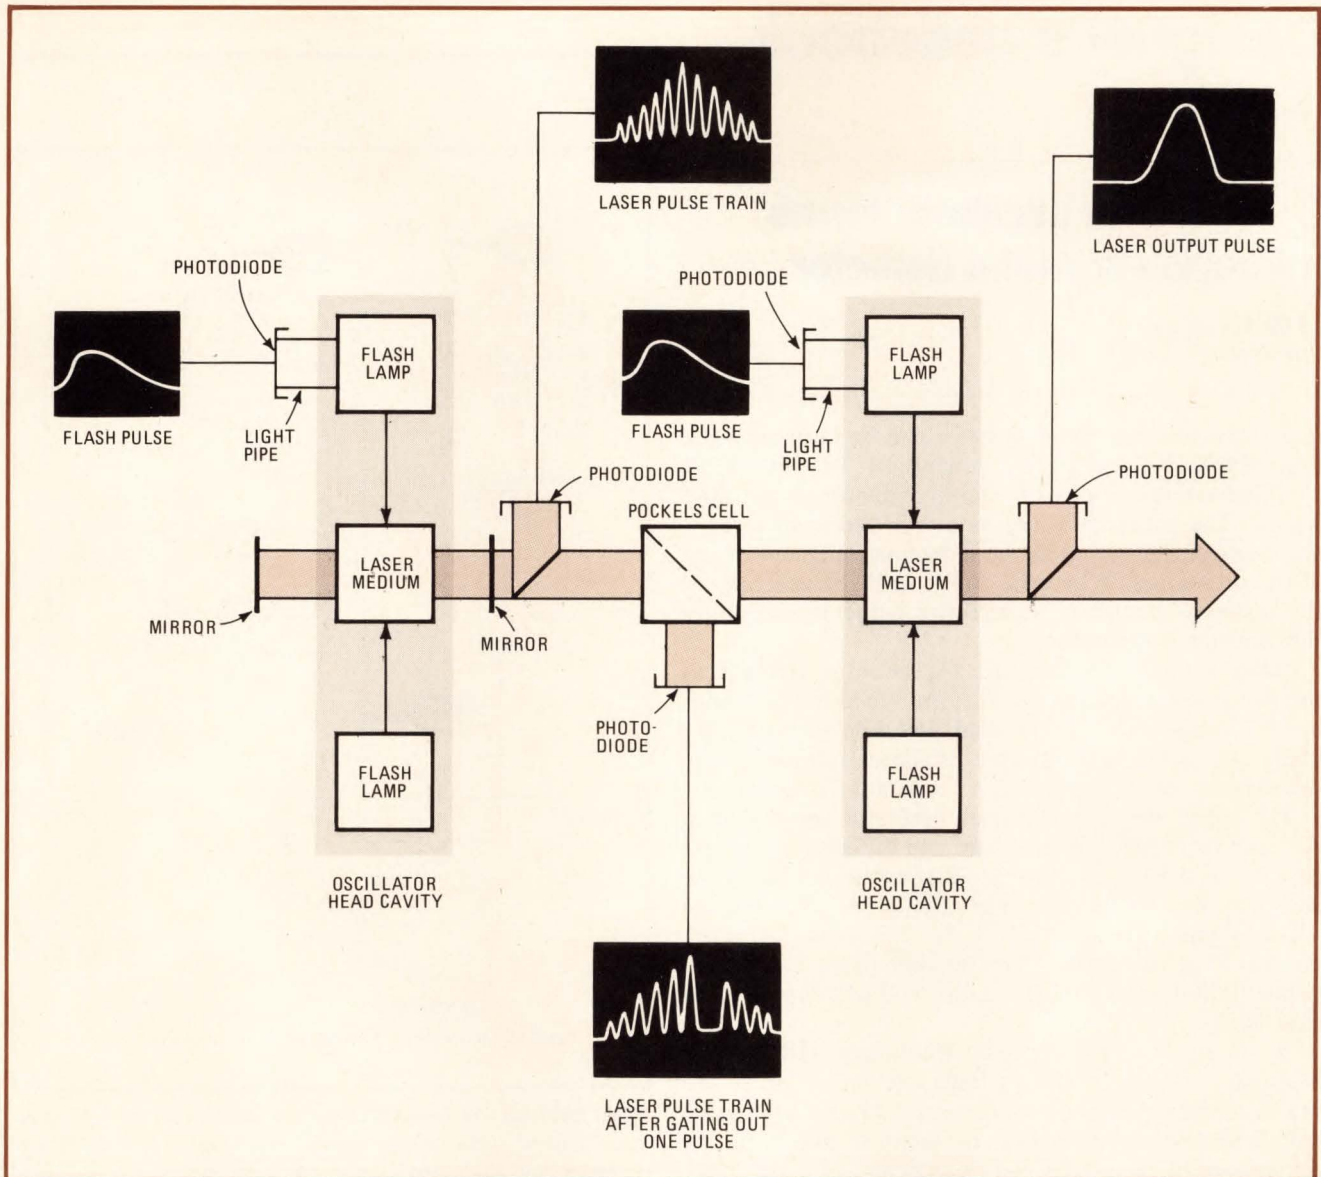 LASER PULSE TRAIN
LASER OUTPUT PULSE
PHOTODIODE
PHOTODIODE
FLASH
LAMP
FLASH
LAMP
FLASH PULSE
LIGHT
PIPE
FLASH PULSE
LIGHT
PIPE
PHOTODIODE
PHOTODIODE
POCKELS CELL
LASER
MEDIUM
LASER
MEDIUM
MIRROR
MIRROR
PHOTO-
DIODE
FLASH
LAMP
FLASH
LAMP
OSCILLATOR
HEAD CAVITY
OSCILLATOR
HEAD CAVITY
LASER PULSE TRAIN
AFTER GATING OUT
ONE PULSE